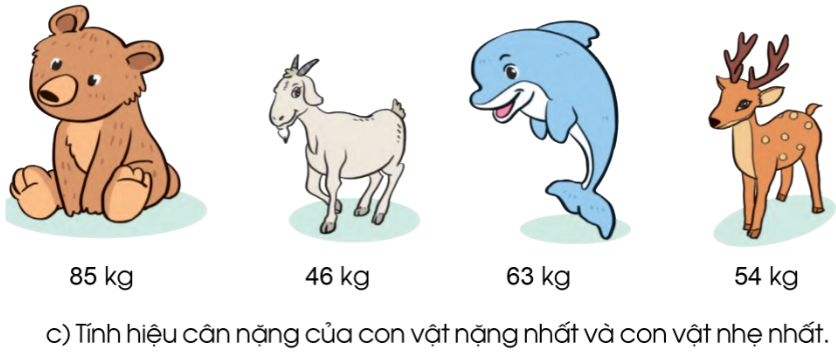 85 kg 46 kg 63 kg 54 kg
c) Tính hiệu cân nặng của con vật nặng nhất và con vật nhẹ nhất.